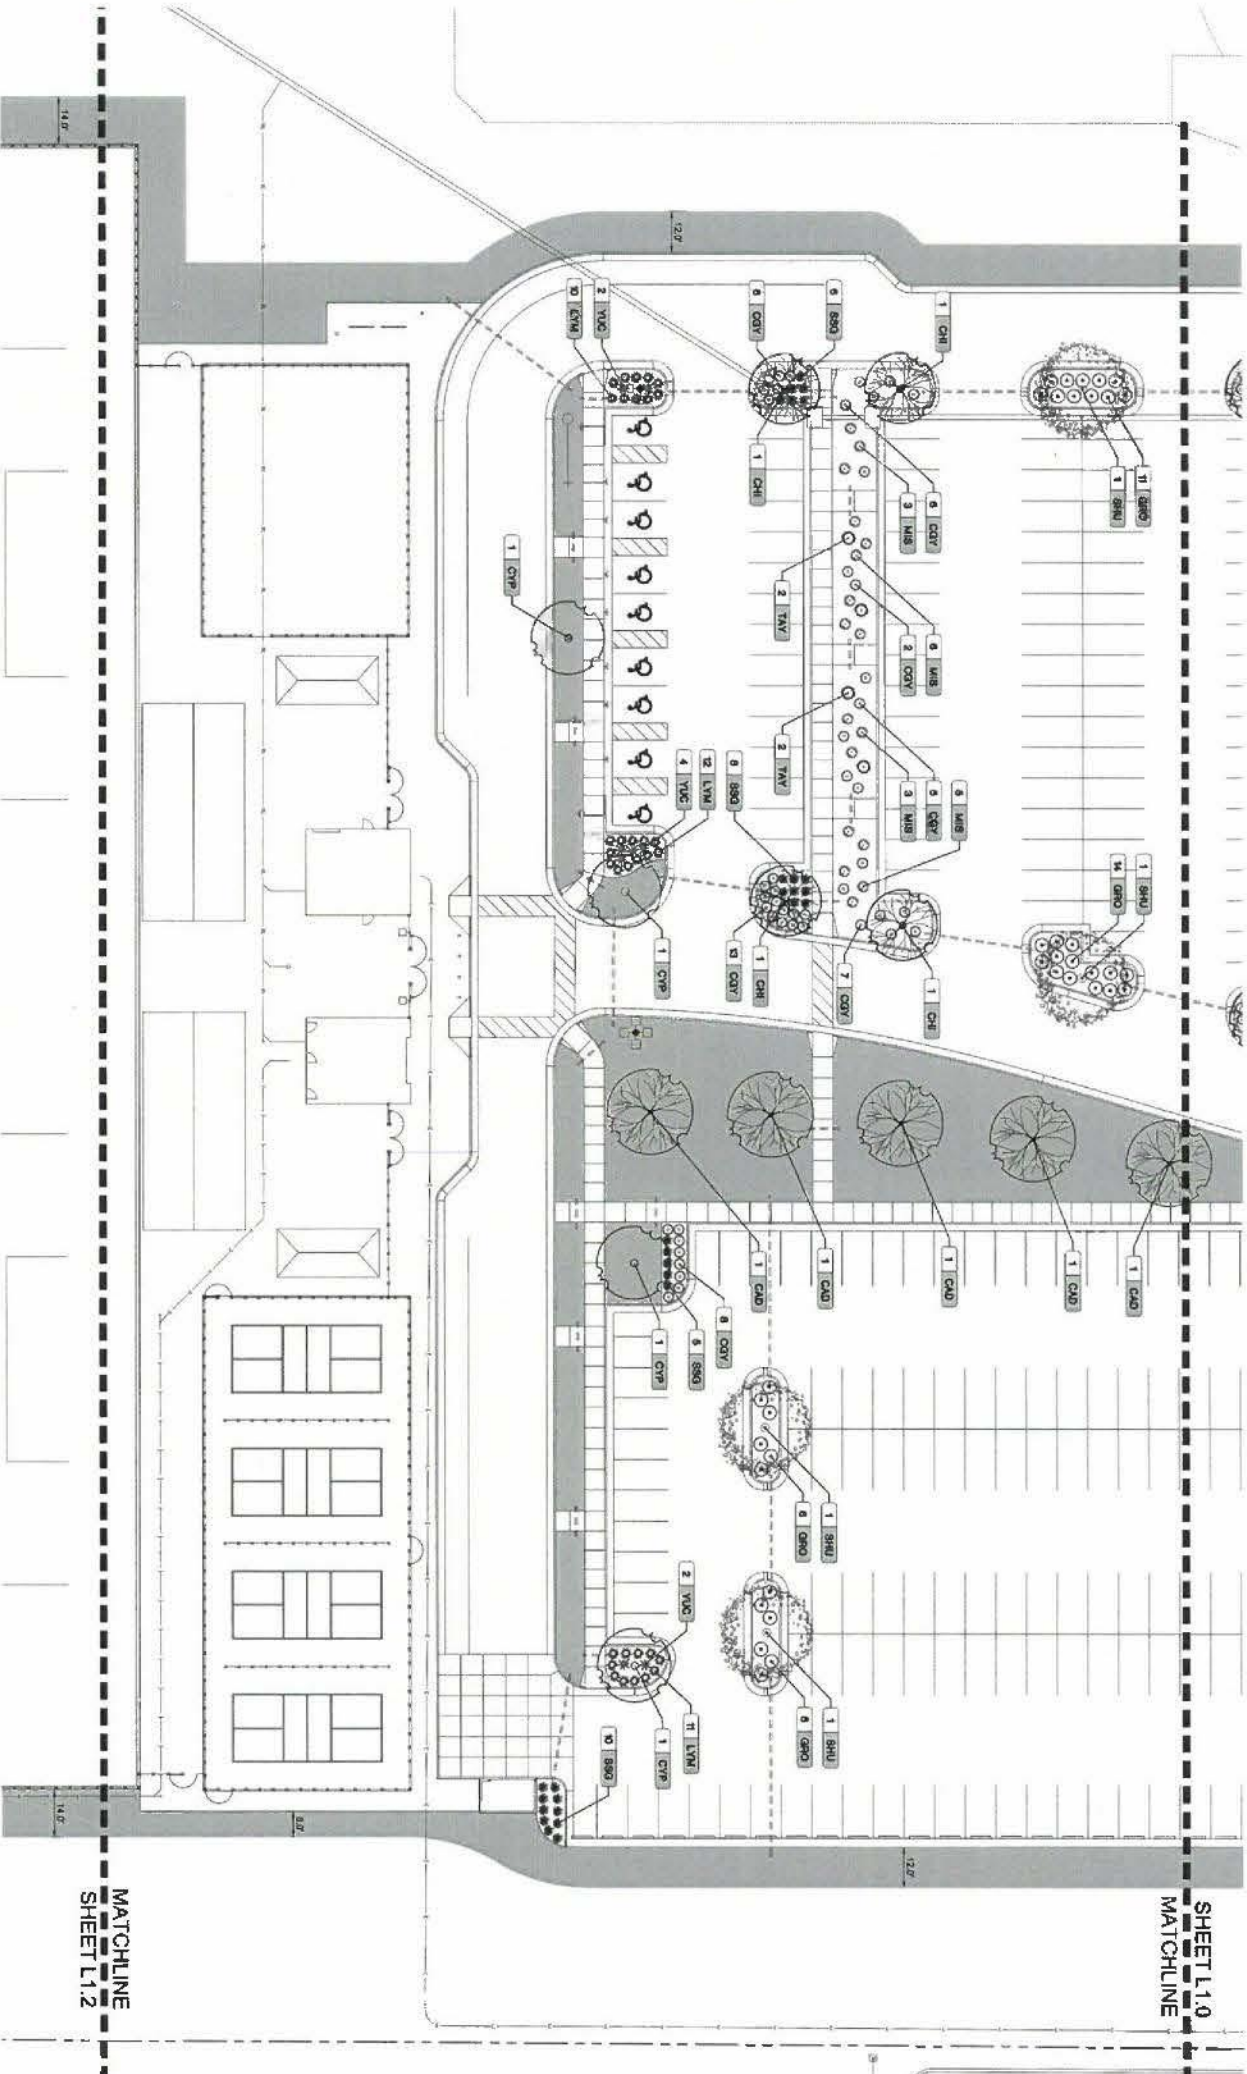 SHEET L1.0
MATCHLINE
11 GRO
1 SHU
1 SHU
14 GRO
1 CAD
1 CAD
5 MIS
1 CAD
1 CHI
6 CGY
3 MIS
6 MIS
2 CGY
5 CGY
3 MIS
1 CHI
12.0'
7 CGY
6 SSG
1 SHU
6 GRO
1 SHU
6 GRO
1 CAD
2 TAY
2 TAY
1 CHI
1 CHI
13 CGY
1 CAD
CGY
8 SSG
8 CGY
12 LYM
4 YUC
5 SSG
11 LYM
2 YUC
12.0'
1 CYP
1 CYP
1 CYP
10 SSG
2 YUC
10 LYM
1 CYP
14.0'
14.0'
MATCHLINE
SHEET L1.2